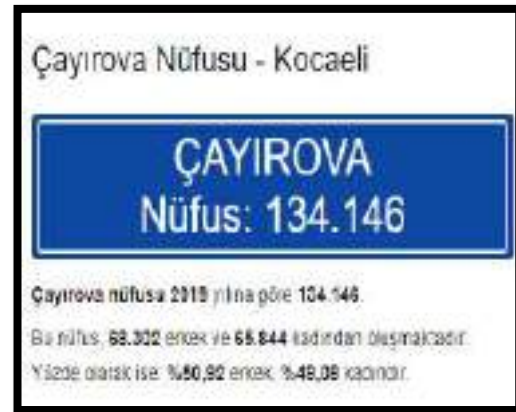 Çayırova Nüfusu - Kocaeli
ÇAYIROVA
Nüfus: 134.146
Çayırova nüfusu 2019 yılına göre 134.146.
Bu nüfus, 68.302 erkek ve 65.844 kadından oluşmaktadır.
Yüzde olarak ise: %50,92 erkek, %49,08 kadındır.